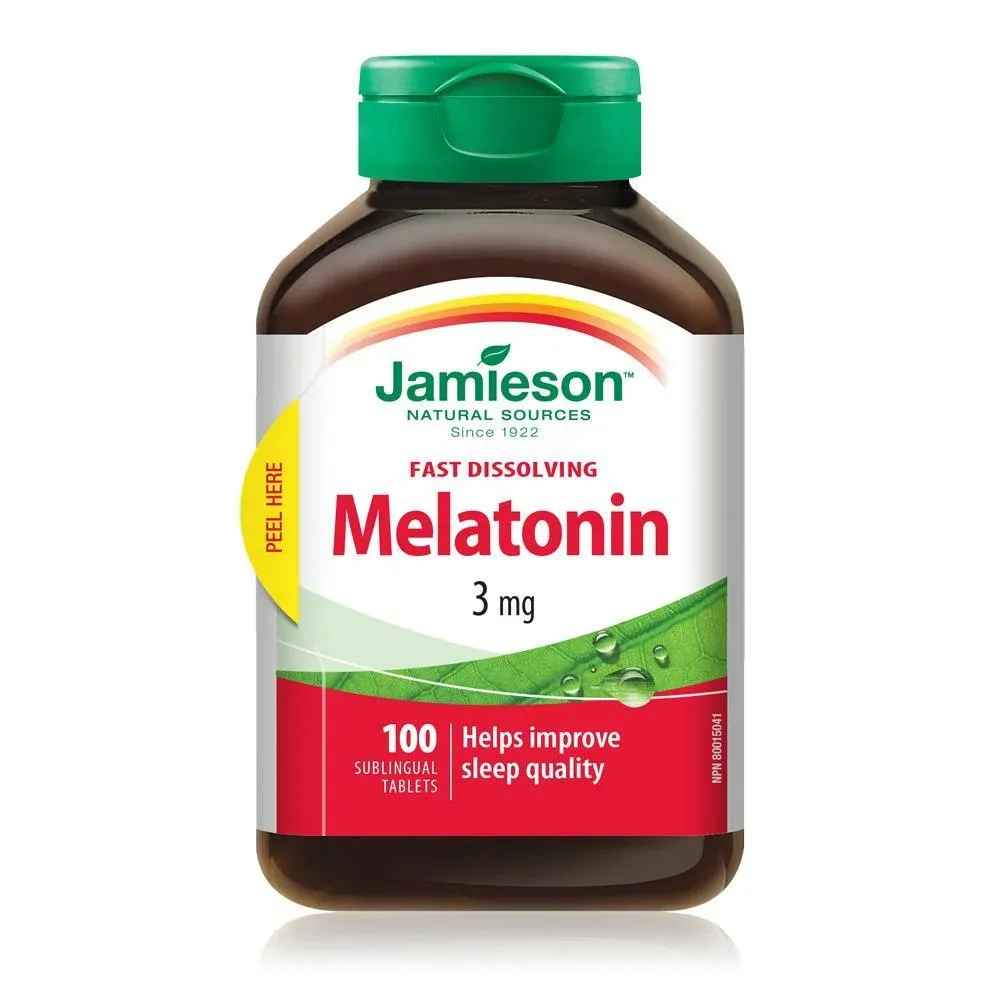 Jamieson™
NATURAL SOURCES
Since 1922
FAST DISSOLVING
Melatonin
3 mg
PEEL HERE
100
SUBLINGUAL
TABLETS
Helps improve
sleep quality
NPN 80015041